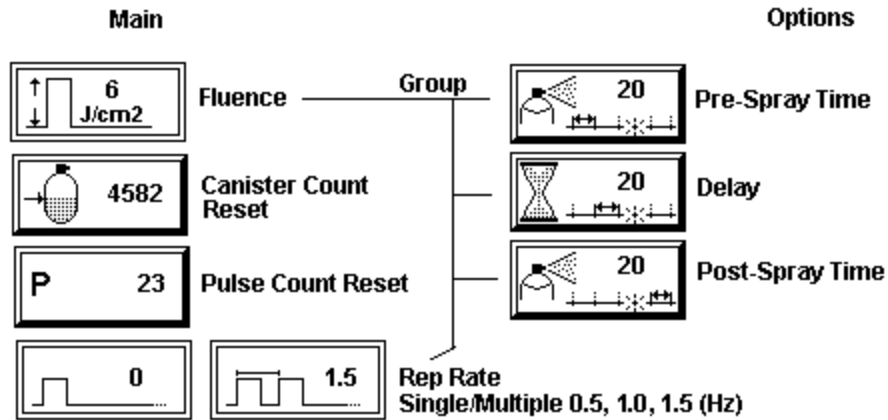 Main
Options
6
J/cm2
Fluence
Group
20
Pre-Spray Time
4582
Canister Count
Reset
20
Delay
P 23
Pulse Count Reset
20
Post-Spray Time
0
1.5
Rep Rate
Single/Multiple 0.5, 1.0, 1.5 (Hz)